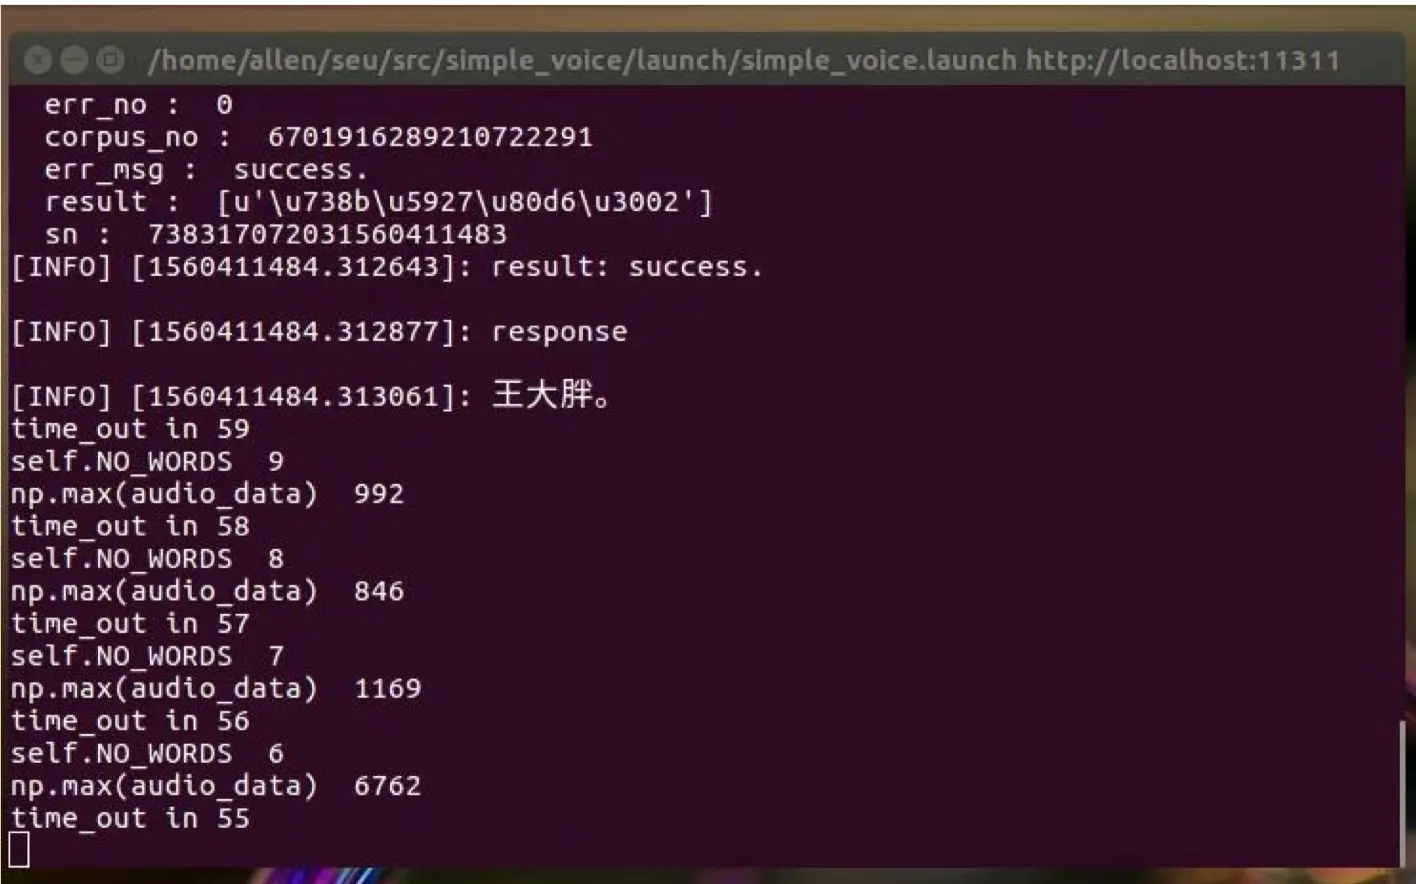 /home/allen/seu/src/simple_voice/launch/simple_voice.launch http://localhost:11311
err_no :  0
corpus_no :  6701916289210722291
err_msg :  success.
result :  [u'\u738b\u5927\u80d6\u3002']
sn :  738317072031560411483
[INFO] [1560411484.312643]: result: success.
[INFO] [1560411484.312877]: response
[INFO] [1560411484.313061]: 王大胖。
time_out in 59
self.NO_WORDS  9
np.max(audio_data)  992
time_out in 58
self.NO_WORDS  8
np.max(audio_data)  846
time_out in 57
self.NO_WORDS  7
np.max(audio_data)  1169
time_out in 56
self.NO_WORDS  6
np.max(audio_data)  6762
time_out in 55